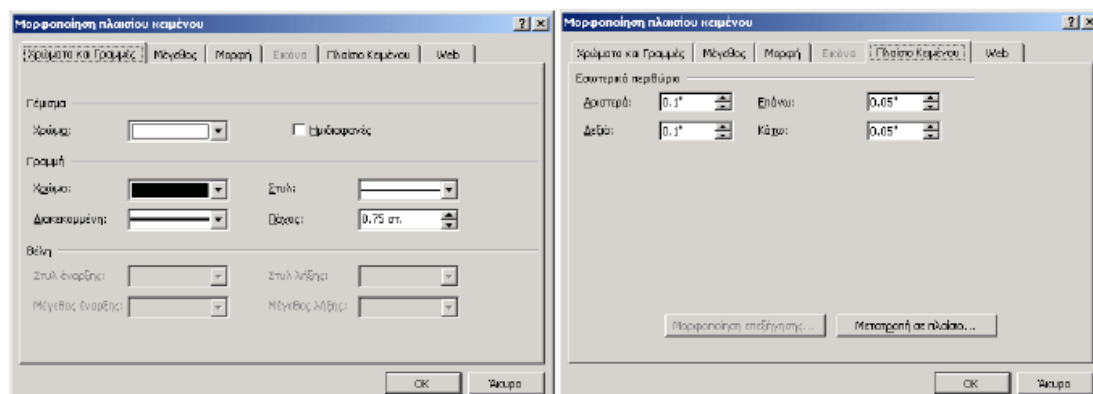 Μορφοποίηση πλαισίου κειμένου
Χρώματα και Γραμμές Μέγεθος Μορφή Εικόνα Πλαίσιο Κειμένου Web
Γέμισμα
Χρώμα: Ημιδιαφανές
Γραμμή
Χρώμα: Στυλ:
Διακεκομμένη: Πάχος: 0.75 στ.
Βέλη
Στυλ έναρξης: Στυλ λήξης:
Μέγεθος έναρξης: Μέγεθος λήξης:
OK Άκυρο
Μορφοποίηση πλαισίου κειμένου
Χρώματα και Γραμμές Μέγεθος Μορφή Εικόνα Πλαίσιο Κειμένου Web
Εσωτερικό περιθώριο
Αριστερά: 0.1" Επάνω: 0.05"
Δεξιά: 0.1" Κάτω: 0.05"
Μορφοποίηση επεξήγησης... Μετατροπή σε πλαίσιο...
OK Άκυρο